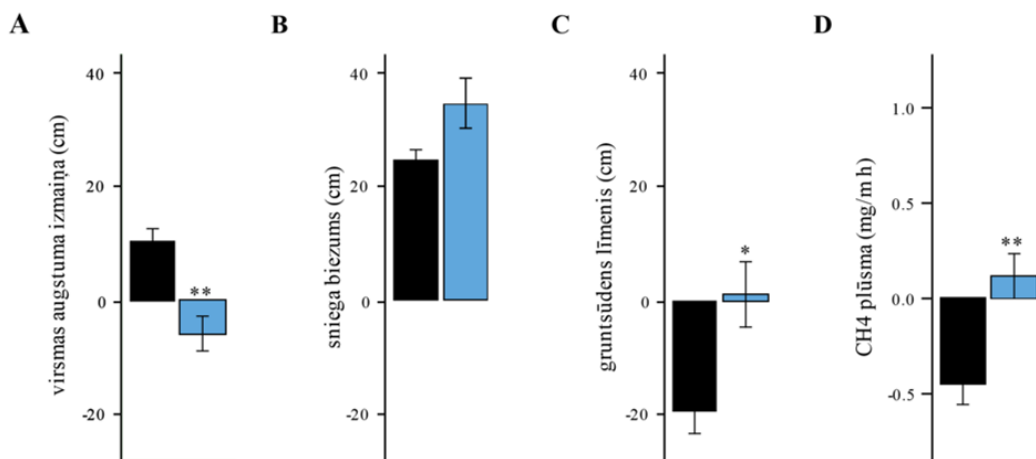 A
B
C
D
virsmas augstuma izmaiņa (cm)
40
20
0
-20
**
sniega biezums (cm)
40
20
0
-20
gruntsūdens līmenis (cm)
40
20
0
-20
*
CH4 plūsma (mg/m h)
1.0
0.5
0.0
-0.5
**